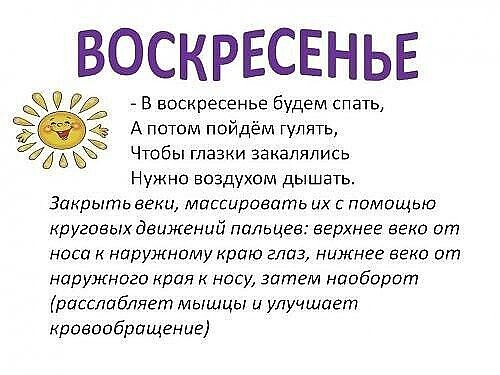 ВОСКРЕСЕНЬЕ
- В воскресенье будем спать,
А потом пойдём гулять,
Чтобы глазки закалялись
Нужно воздухом дышать.
Закрыть веки, массировать их с помощью
круговых движений пальцев: верхнее веко от
носа к наружному краю глаз, нижнее веко от
наружного края к носу, затем наоборот
(расслабляет мышцы и улучшает
кровообращение)